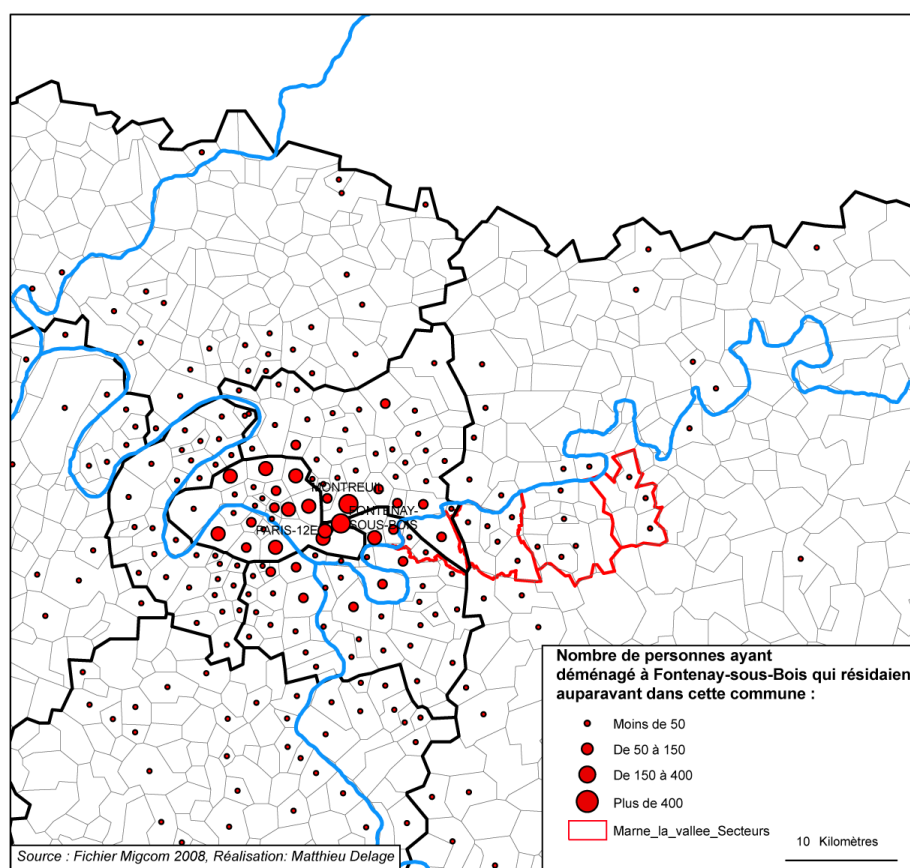 MONTREUIL
FONTENAY-
SOUS-BOIS
PARIS-12E
Nombre de personnes ayant
déménagé à Fontenay-sous-Bois qui résidaien
auparavant dans cette commune :
Moins de 50
De 50 à 150
De 150 à 400
Plus de 400
Marne_la_vallee_Secteurs
10 Kilomètres
Source : Fichier Migcom 2008, Réalisation: Matthieu Delage